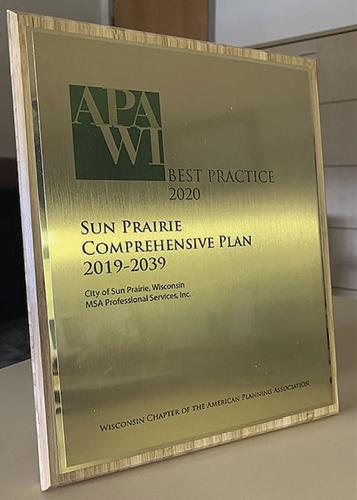 APA
WI
BEST PRACTICE
2020
SUN PRAIRIE
COMPREHENSIVE PLAN
2019-2039
City of Sun Prairie, Wisconsin
MSA Professional Services, Inc.
WISCONSIN CHAPTER OF THE AMERICAN PLANNING ASSOCIATION